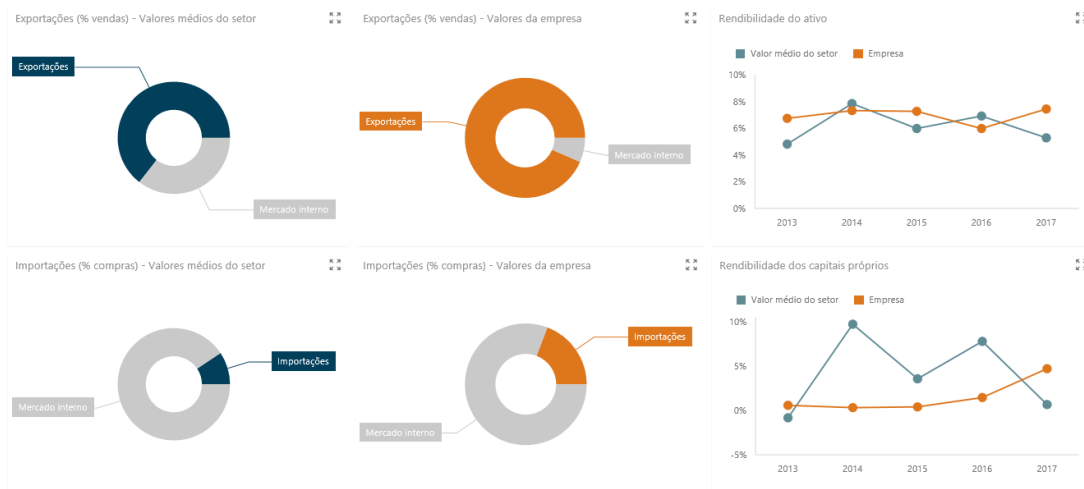 Exportações (% vendas) - Valores médios do setor
Exportações
Mercado interno
Exportações (% vendas) - Valores da empresa
Exportações
Mercado interno
Rendibilidade do ativo
Valor médio do setor
Empresa
10%
8%
6%
4%
2%
0%
2013
2014
2015
2016
2017
Importações (% compras) - Valores médios do setor
Importações
Mercado interno
Importações (% compras) - Valores da empresa
Importações
Mercado interno
Rendibilidade dos capitais próprios
Valor médio do setor
Empresa
10%
5%
0%
-5%
2013
2014
2015
2016
2017